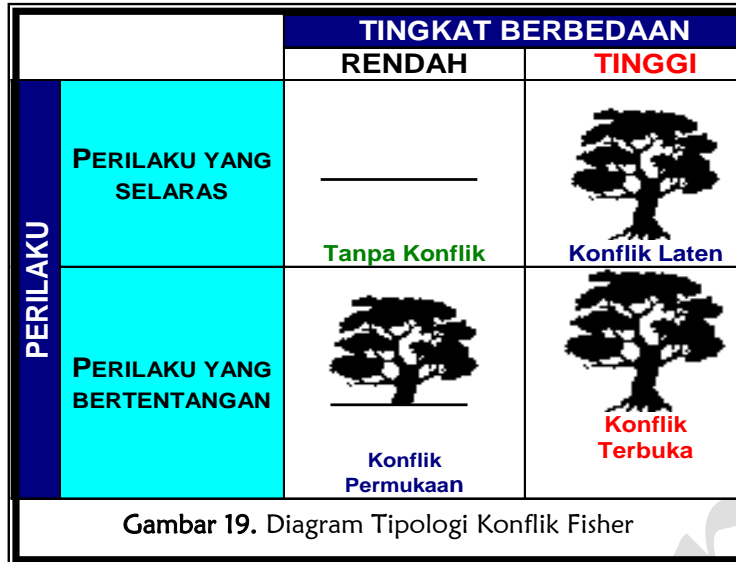 TINGKAT BERBEDAAN
RENDAH
TINGGI
PERILAKU
PERILAKU YANG
SELARAS
Tanpa Konflik
Konflik Laten
PERILAKU YANG
BERTENTANGAN
Konflik
Permukaan
Konflik
Terbuka
Gambar 19. Diagram Tipologi Konflik Fisher